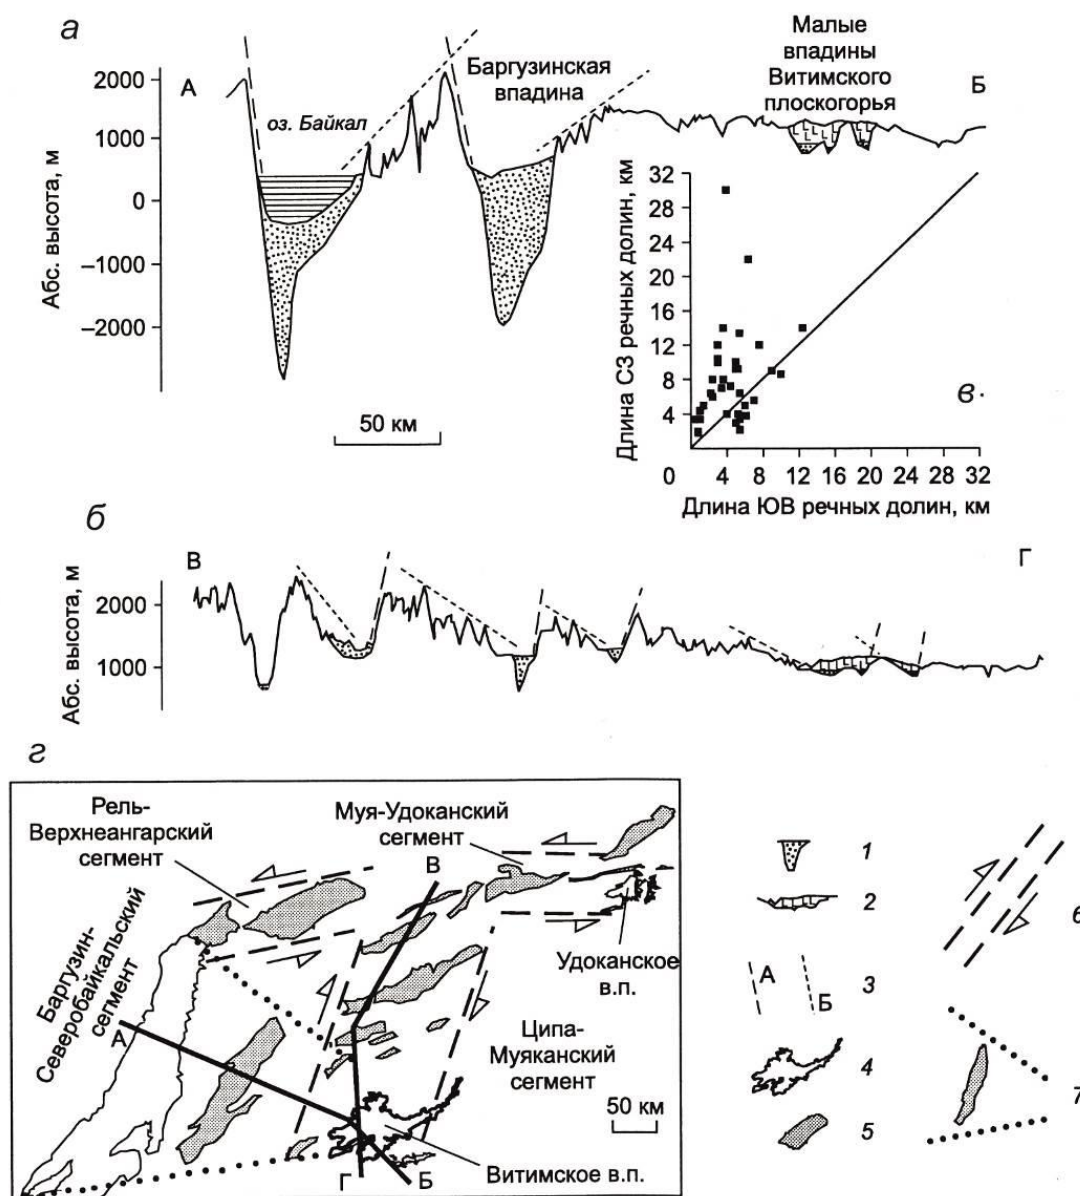 а
А
оз. Байкал
Баргузинская
впадина
Малые
впадины
Витимского
плоскогорья
Б
Абс. высота, м
2000
1000
0
–1000
–2000
50 км
Длина СЗ речных долин, км
32
28
24
20
16
12
8
4
0 4 8 12 16 20 24 28 32
Длина ЮВ речных долин, км
в
б
В
Г
Абс. высота, м
2000
1000
г
Рель-
Верхнеангарский
сегмент
Муя-Удоканский
сегмент
В
Баргузин-
Северобайкальский
сегмент
А
Удоканское
в.п.
Ципа-
Муяканский
сегмент
50 км
Витимское в.п.
Г
Б
1
2
А
Б
3
4
5
6
7